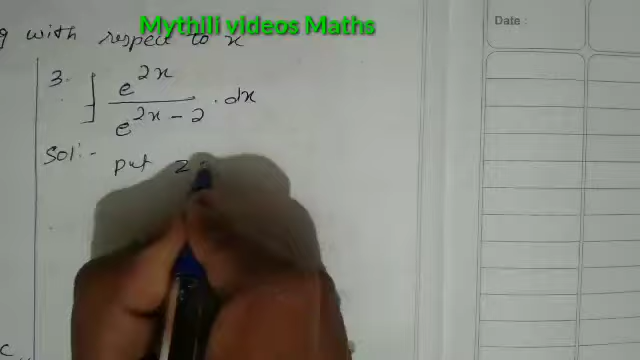 Mythili videos Maths
g with respect to x
Date :
3. ∫ e^{2x} / e^{2x} - 2 . dx
Sol:-
put z
c